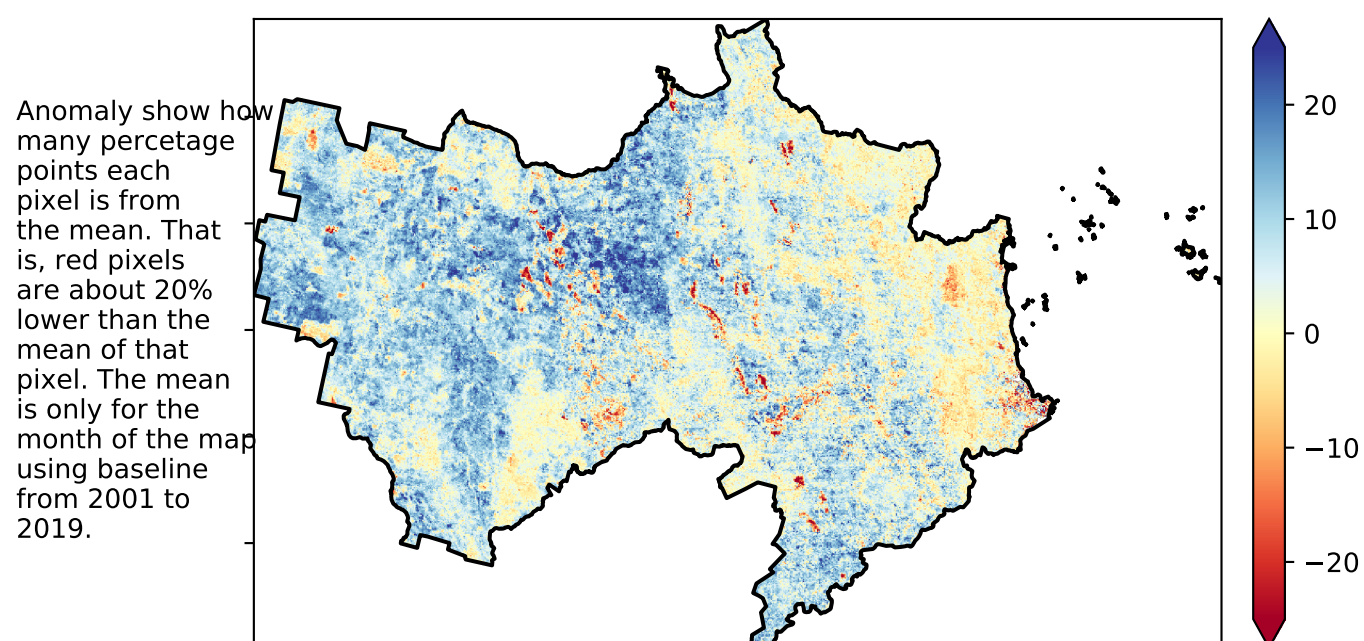 Anomaly show how
many percetage
points each
pixel is from
the mean. That
is, red pixels
are about 20%
lower than the
mean of that
pixel. The mean
is only for the
month of the map
using baseline
from 2001 to
2019.
20
10
0
−10
−20